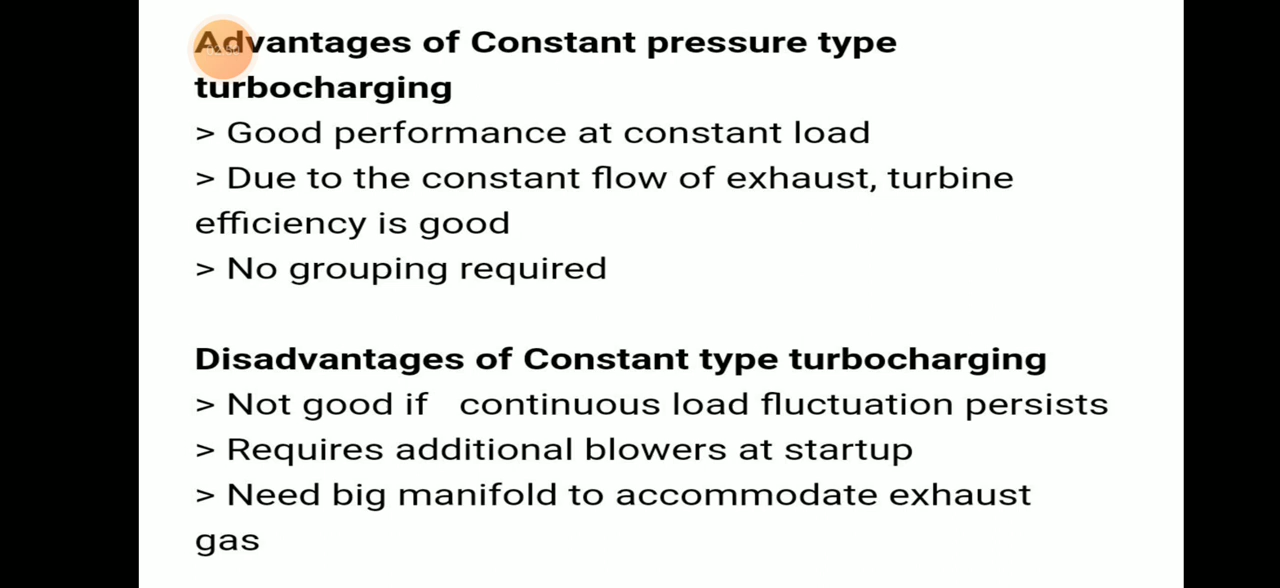 Advantages of Constant pressure type
turbocharging
> Good performance at constant load
> Due to the constant flow of exhaust, turbine
efficiency is good
> No grouping required
Disadvantages of Constant type turbocharging
> Not good if continuous load fluctuation persists
> Requires additional blowers at startup
> Need big manifold to accommodate exhaust
gas